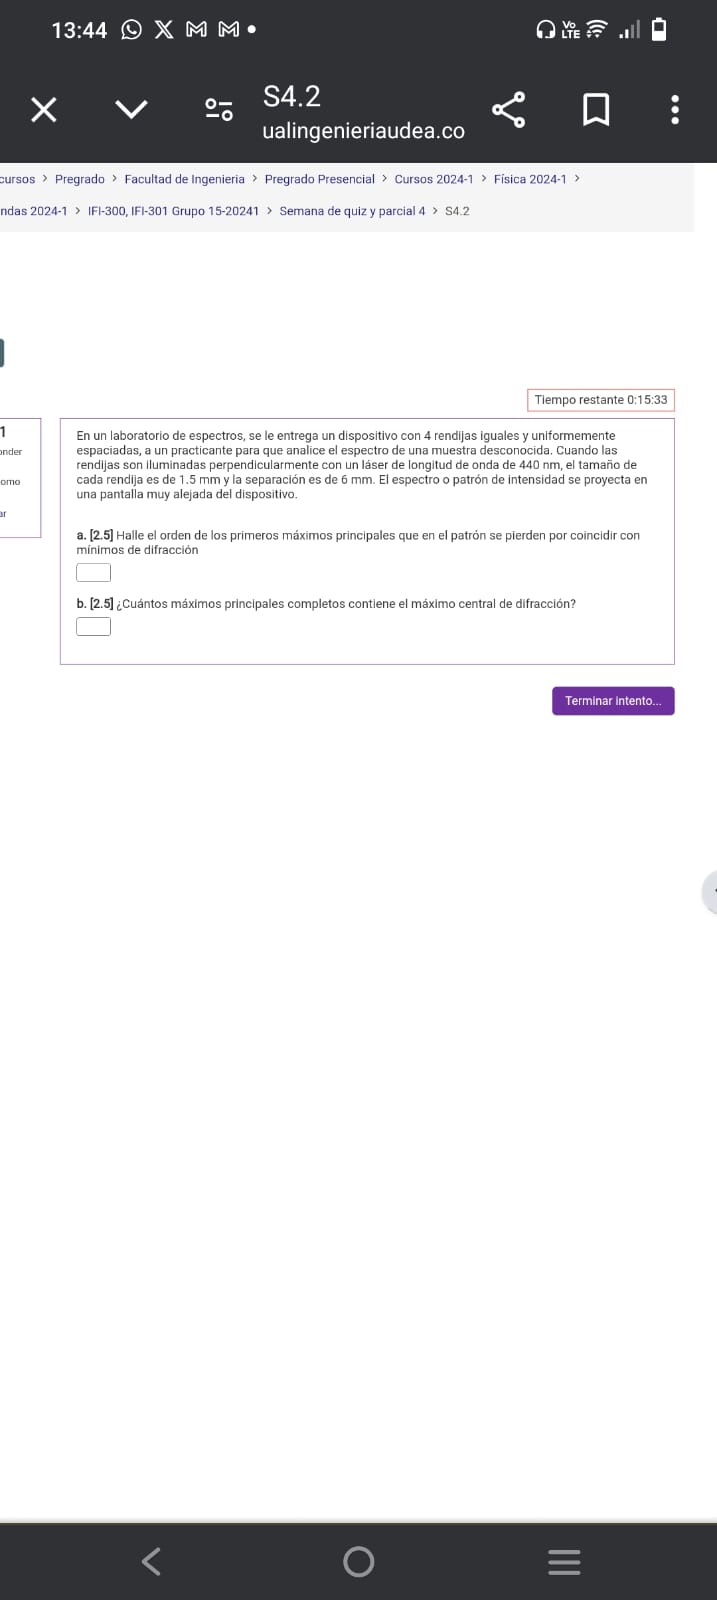 13:44
Vo
LTE
S4.2
ualingenieriaudea.co
cursos > Pregrado > Facultad de Ingeniería > Pregrado Presencial > Cursos 2024-1 > Física 2024-1 >
ndas 2024-1 > IFI-300, IFI-301 Grupo 15-20241 > Semana de quiz y parcial 4 > S4.2
Tiempo restante 0:15:33
1
onder
omo
ar
En un laboratorio de espectros, se le entrega un dispositivo con 4 rendijas iguales y uniformemente
espaciadas, a un practicante para que analice el espectro de una muestra desconocida. Cuando las
rendijas son iluminadas perpendicularmente con un láser de longitud de onda de 440 nm, el tamaño de
cada rendija es de 1.5 mm y la separación es de 6 mm. El espectro o patrón de intensidad se proyecta en
una pantalla muy alejada del dispositivo.
a. [2.5] Halle el orden de los primeros máximos principales que en el patrón se pierden por coincidir con
mínimos de difracción
b. [2.5] ¿Cuántos máximos principales completos contiene el máximo central de difracción?
Terminar intento...